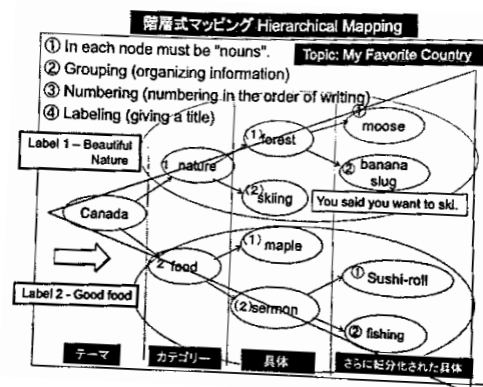 階層式マッピング Hierarchical Mapping
① In each node must be "nouns".
Topic: My Favorite Country
② Grouping (organizing information)
③ Numbering (numbering in the order of writing)
④ Labeling (giving a title)
Label 1 – Beautiful
Nature
1 nature
(1) forest
① moose
② banana
slug
(2) skiing
You said you want to ski.
Canada
2 food
(1) maple
(2) sermon
① Sushi-roll
② fishing
Label 2 - Good food
テーマ
カテゴリー
具体
さらに細分化された具体